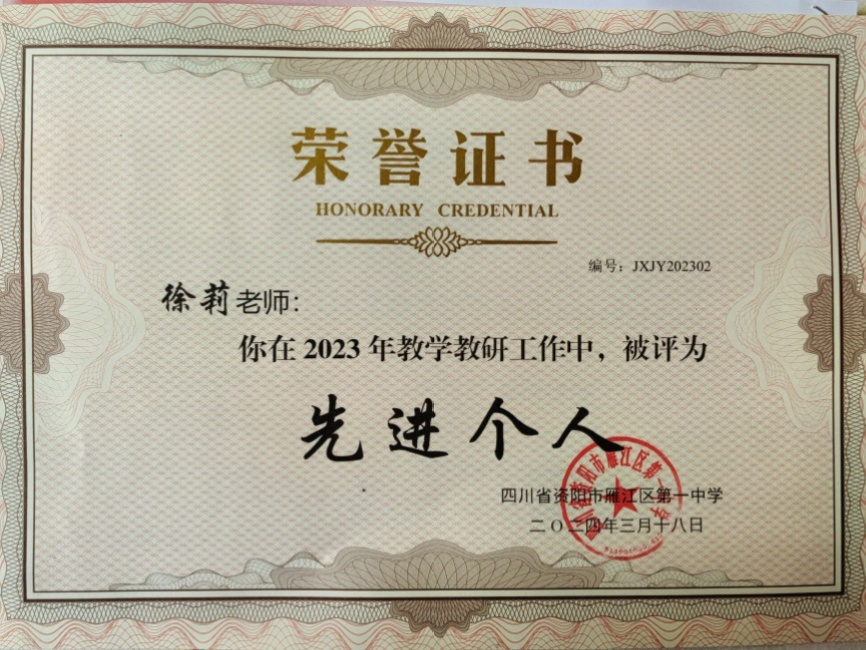 荣誉证书
HONORARY CREDENTIAL
编号：JXJY202302
徐莉老师：
你在2023年教学教研工作中，被评为
先进个人
四川省资阳市雁江区第一中学
二O二四年三月十八日